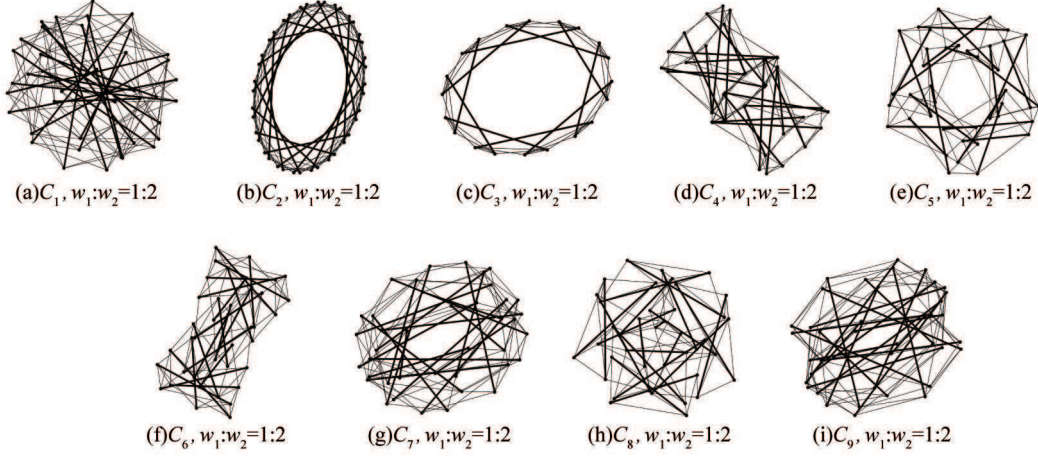 (a)C₁, w₁:w₂=1:2
(b)C₂, w₁:w₂=1:2
(c)C₃, w₁:w₂=1:2
(d)C₄, w₁:w₂=1:2
(e)C₅, w₁:w₂=1:2
(f)C₆, w₁:w₂=1:2
(g)C₇, w₁:w₂=1:2
(h)C₈, w₁:w₂=1:2
(i)C₉, w₁:w₂=1:2